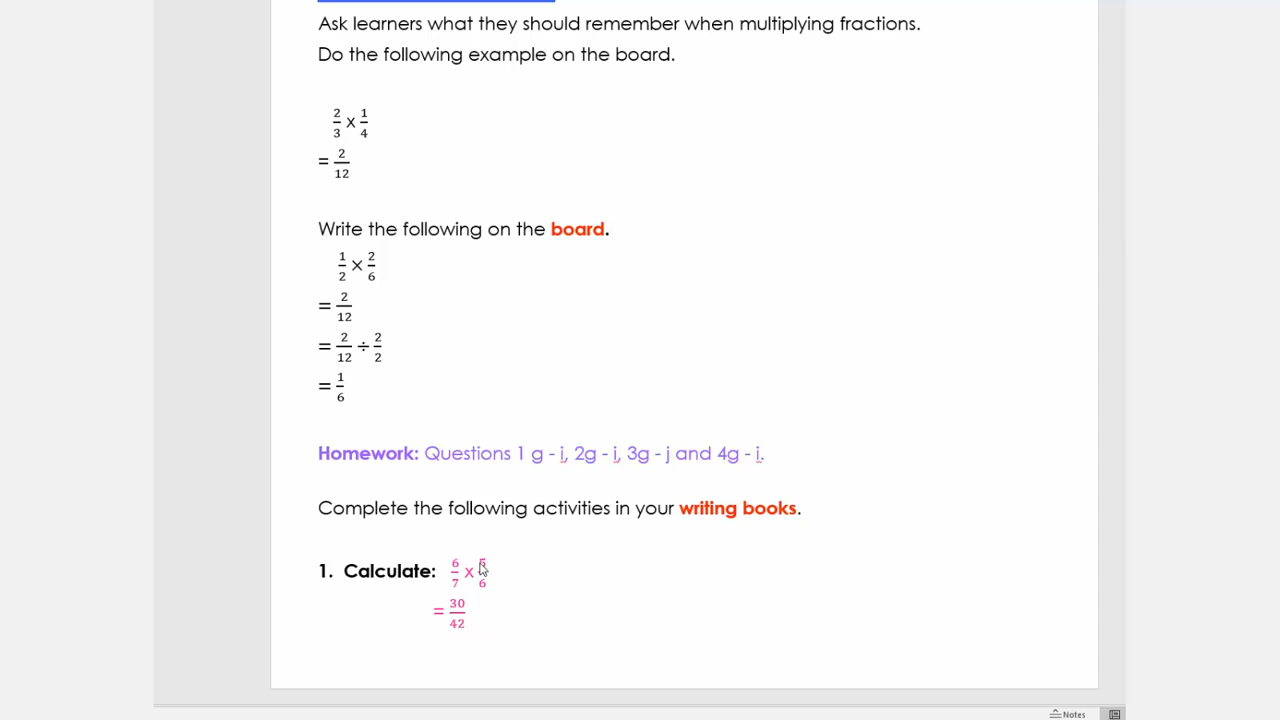 Ask learners what they should remember when multiplying fractions.
Do the following example on the board.
2/3 x 1/4
= 2/12
Write the following on the board.
1/2 × 2/6
= 2/12
= 2/12 ÷ 2/2
= 1/6
Homework: Questions 1 g - i, 2g - i, 3g - j and 4g - i.
Complete the following activities in your writing books.
1. Calculate: 6/7 x 5/6
= 30/42
Notes